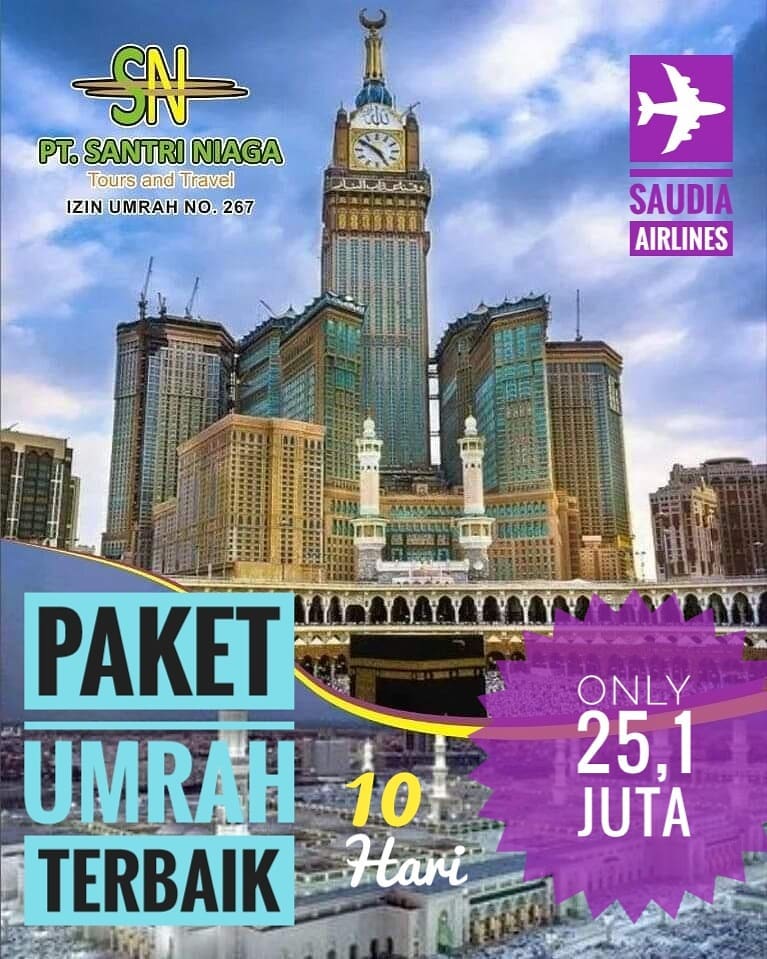 SN
PT. SANTRI NIAGA
Tours and Travel
IZIN UMRAH NO. 267
SAUDIA
AIRLINES
PAKET
UMRAH
TERBAIK
10
Hari
ONLY
25,1
JUTA